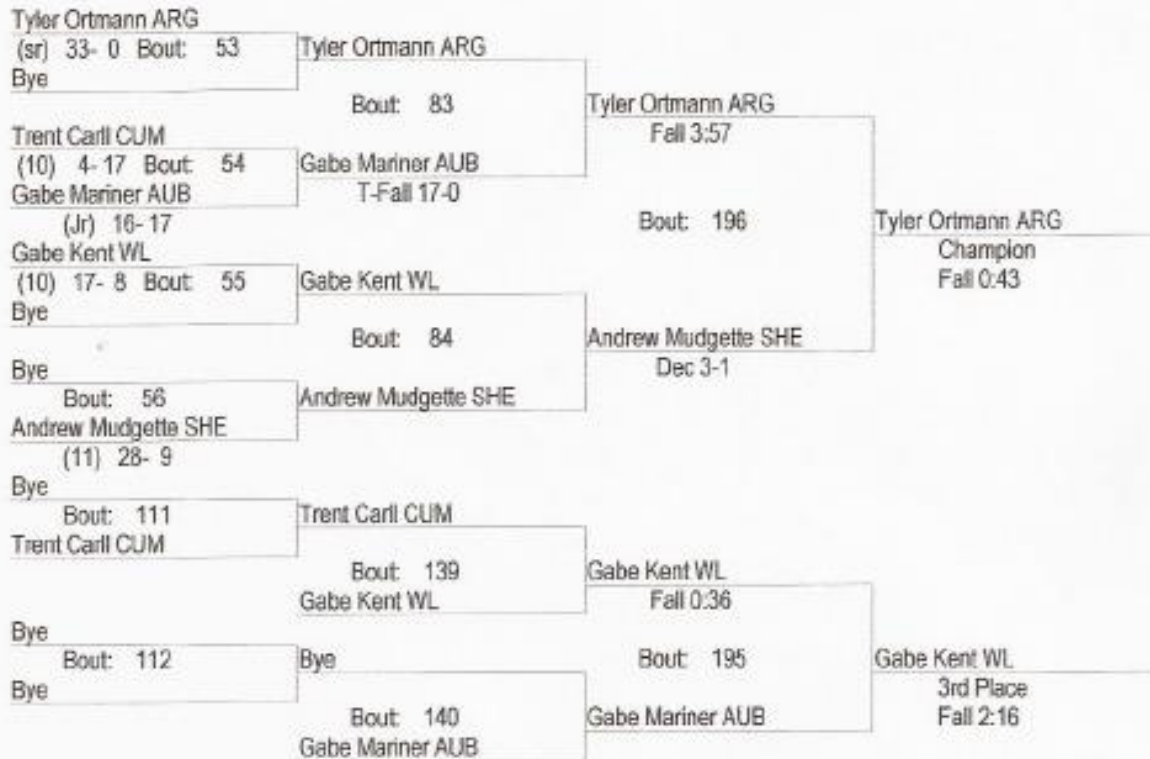 Tyler Ortmann ARG
(sr) 33- 0 Bout: 53
Bye
Tyler Ortmann ARG
Bout: 83
Tyler Ortmann ARG
Fall 3:57
Trent Carll CUM
(10) 4- 17 Bout: 54
Gabe Mariner AUB
(Jr) 16- 17
Gabe Mariner AUB
T-Fall 17-0
Bout: 196
Tyler Ortmann ARG
Champion
Fall 0:43
Gabe Kent WL
(10) 17- 8 Bout: 55
Bye
Gabe Kent WL
Bout: 84
Andrew Mudgette SHE
Dec 3-1
Bye
Bout: 56
Andrew Mudgette SHE
(11) 28- 9
Andrew Mudgette SHE
Bye
Bout: 111
Trent Carll CUM
Trent Carll CUM
Bout: 139
Gabe Kent WL
Gabe Kent WL
Fall 0:36
Bye
Bout: 112
Bye
Bye
Bout: 195
Gabe Kent WL
3rd Place
Fall 2:16
Bout: 140
Gabe Mariner AUB
Gabe Mariner AUB